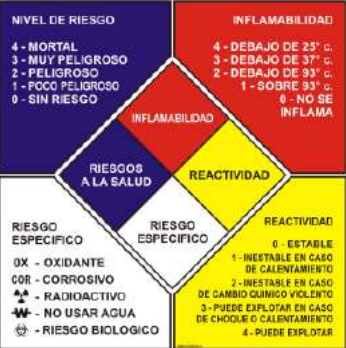 NIVEL DE RIESGO
4 - MORTAL
3 - MUY PELIGROSO
2 - PELIGROSO
1 - POCO PELIGROSO
0 - SIN RIESGO
INFLAMABILIDAD
4 - DEBAJO DE 25° c.
3 - DEBAJO DE 37° c.
2 - DEBAJO DE 93° c.
1 - SOBRE 93° c.
0 - NO SE
INFLAMA
INFLAMABILIDAD
RIESGOS
A LA SALUD
REACTIVIDAD
RIESGO
ESPECIFICO
RIESGO
ESPECIFICO
OX - OXIDANTE
COR - CORROSIVO
- RADIOACTIVO
W - NO USAR AGUA
- RIESGO BIOLOGICO
REACTIVIDAD
0 - ESTABLE
1 - INESTABLE EN CASO
DE CALENTAMIENTO
2 - INESTABLE EN CASO
DE CAMBIO QUIMICO VIOLENTO
3 - PUEDE EXPLOTAR EN CASO
DE CHOQUE O CALENTAMIENTO
4 - PUEDE EXPLOTAR